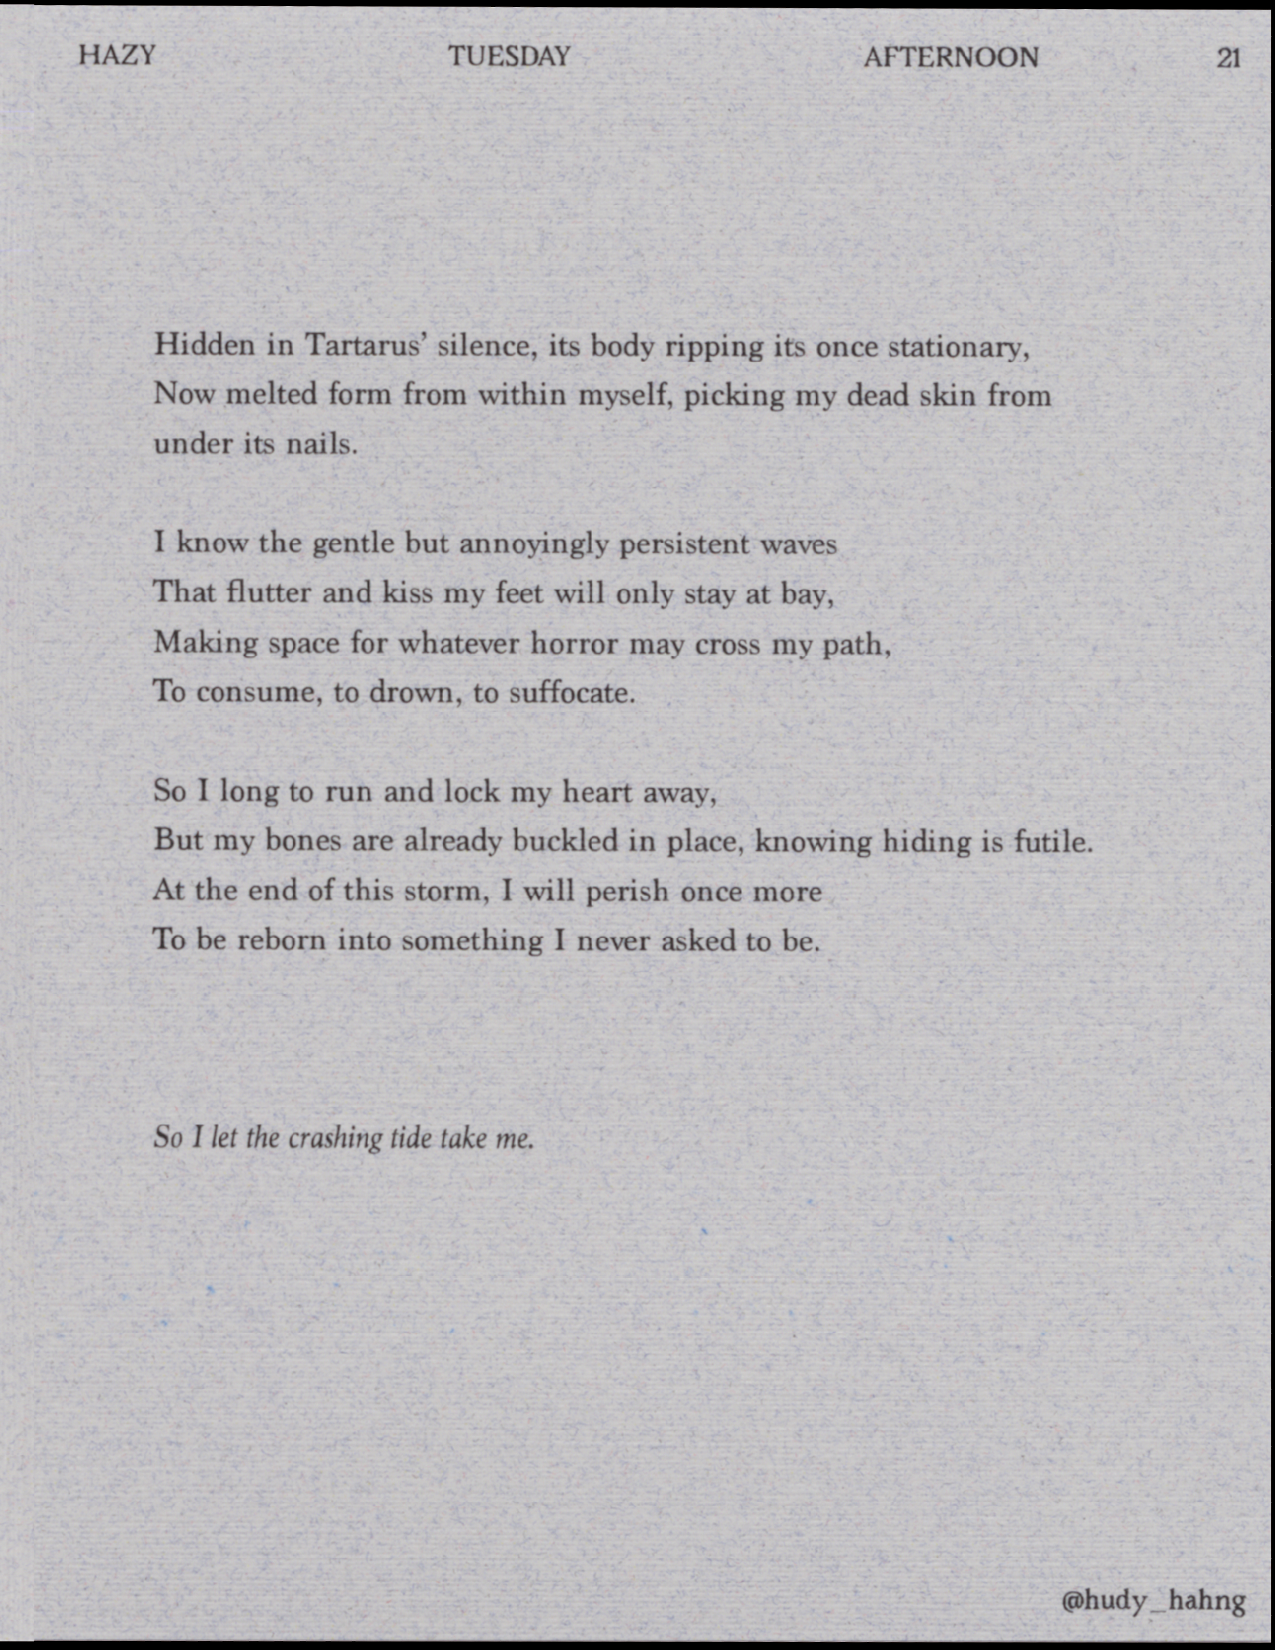 HAZY TUESDAY AFTERNOON 21
Hidden in Tartarus’ silence, its body ripping its once stationary,
Now melted form from within myself, picking my dead skin from
under its nails.
I know the gentle but annoyingly persistent waves
That flutter and kiss my feet will only stay at bay,
Making space for whatever horror may cross my path,
To consume, to drown, to suffocate.
So I long to run and lock my heart away,
But my bones are already buckled in place, knowing hiding is futile.
At the end of this storm, I will perish once more
To be reborn into something I never asked to be.
So I let the crashing tide take me.
@hudy_hahng